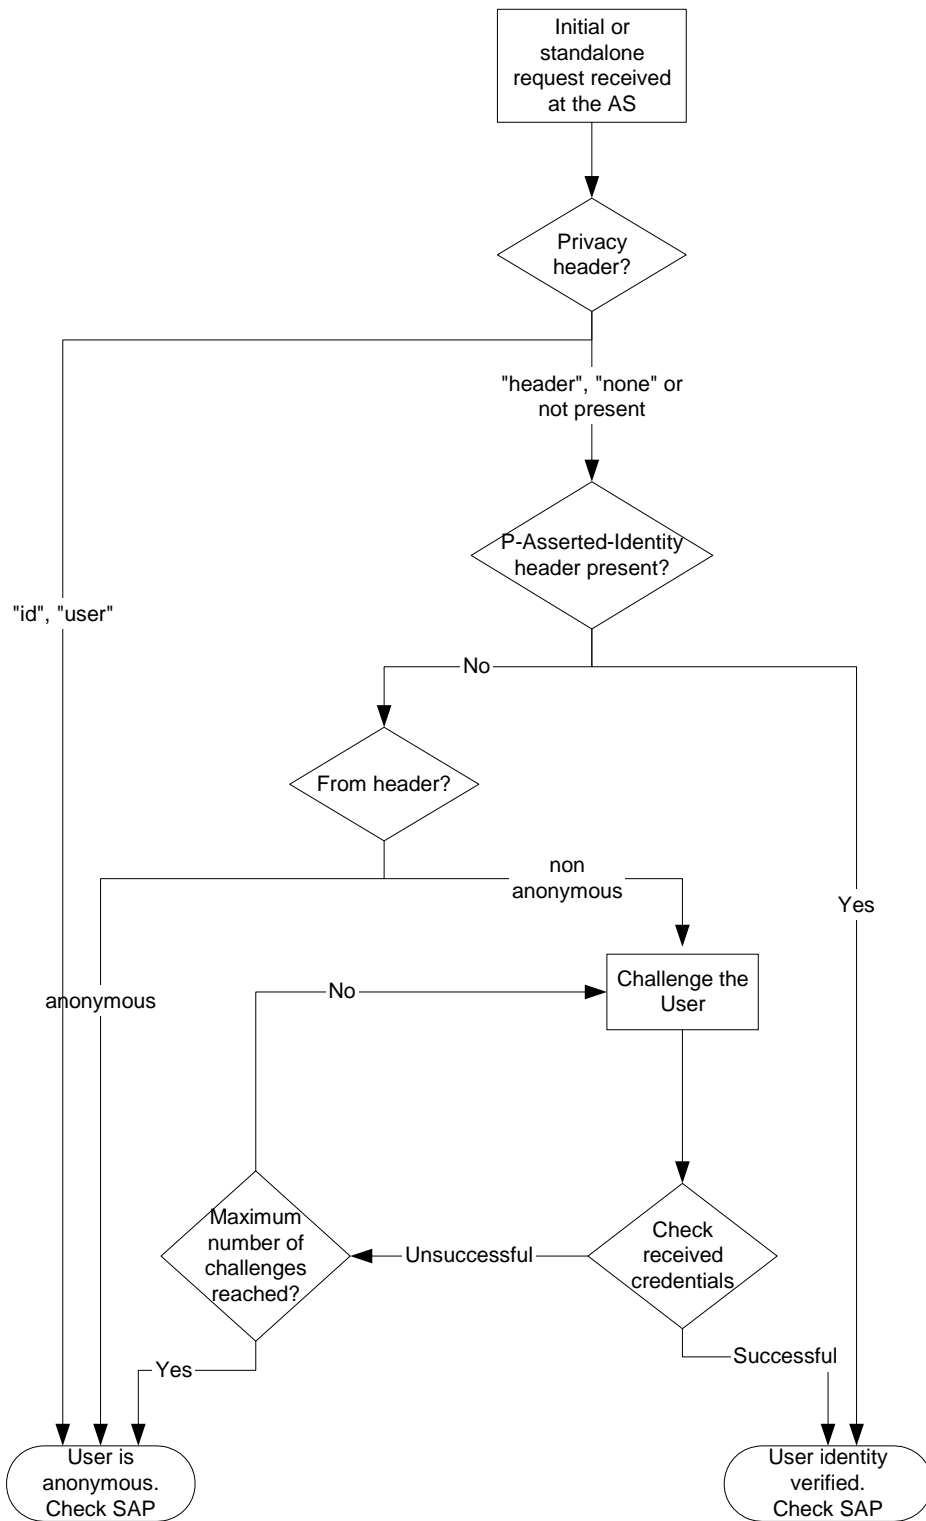 Initial or
standalone
request received
at the AS
Privacy
header?
"header", "none" or
not present
P-Asserted-Identity
header present?
"id", "user"
No
From header?
non
anonymous
Yes
anonymous
No
Challenge the
User
Maximum
number of
challenges
reached?
Unsuccessful
Check
received
credentials
Yes
Successful
User is
anonymous.
Check SAP
User identity
verified.
Check SAP